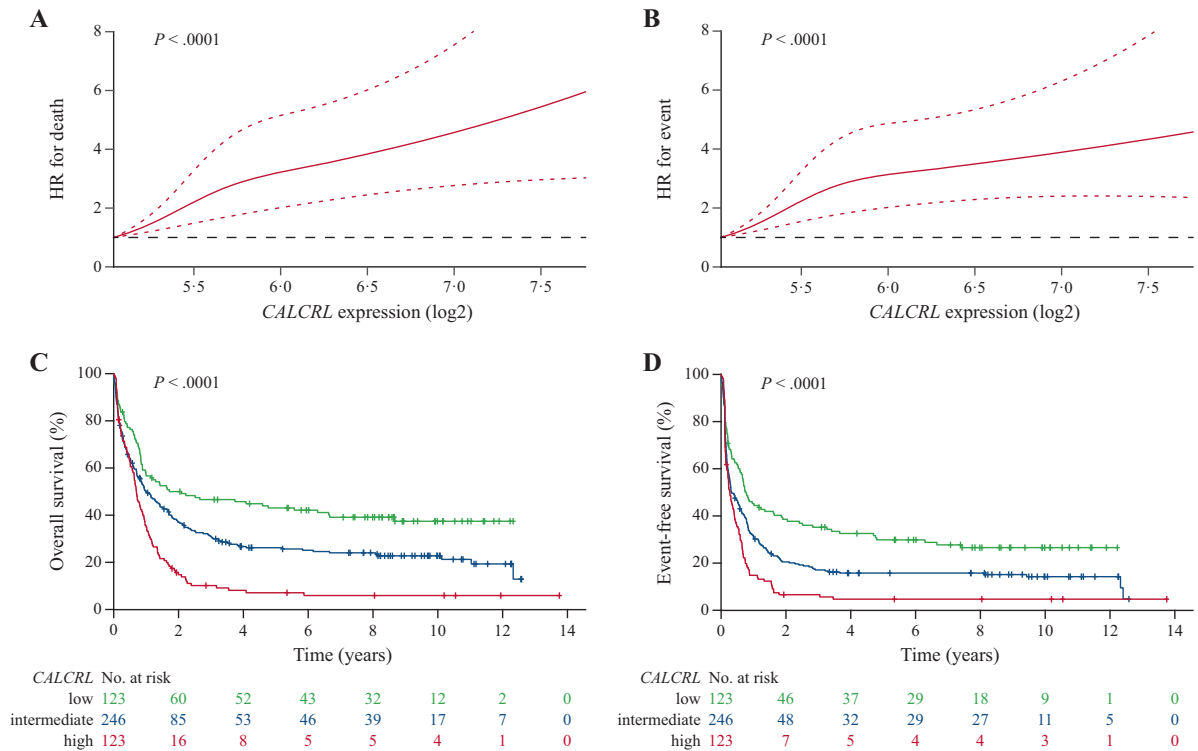 A
P < .0001
HR for death
8
6
4
2
0
5·5 6·0 6·5 7·0 7·5
CALCRL expression (log2)
B
P < .0001
HR for event
8
6
4
2
0
5·5 6·0 6·5 7·0 7·5
CALCRL expression (log2)
C
P < .0001
Overall survival (%)
100
80
60
40
20
0
0 2 4 6 8 10 12 14
Time (years)
CALCRL No. at risk
low 123 60 52 43 32 12 2 0
intermediate 246 85 53 46 39 17 7 0
high 123 16 8 5 5 4 1 0
D
P < .0001
Event-free survival (%)
100
80
60
40
20
0
0 2 4 6 8 10 12 14
Time (years)
CALCRL No. at risk
low 123 46 37 29 18 9 1 0
intermediate 246 48 32 29 27 11 5 0
high 123 7 5 4 4 3 1 0